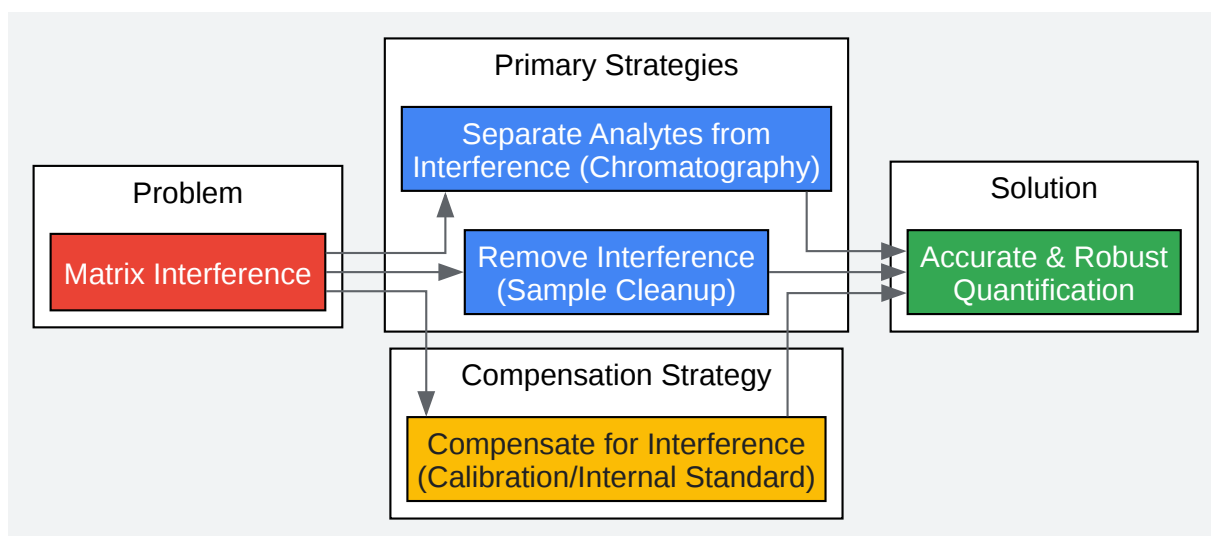 Problem
Matrix Interference
Primary Strategies
Separate Analytes from
Interference (Chromatography)
Remove Interference
(Sample Cleanup)
Compensation Strategy
Compensate for Interference
(Calibration/Internal Standard)
Solution
Accurate & Robust
Quantification